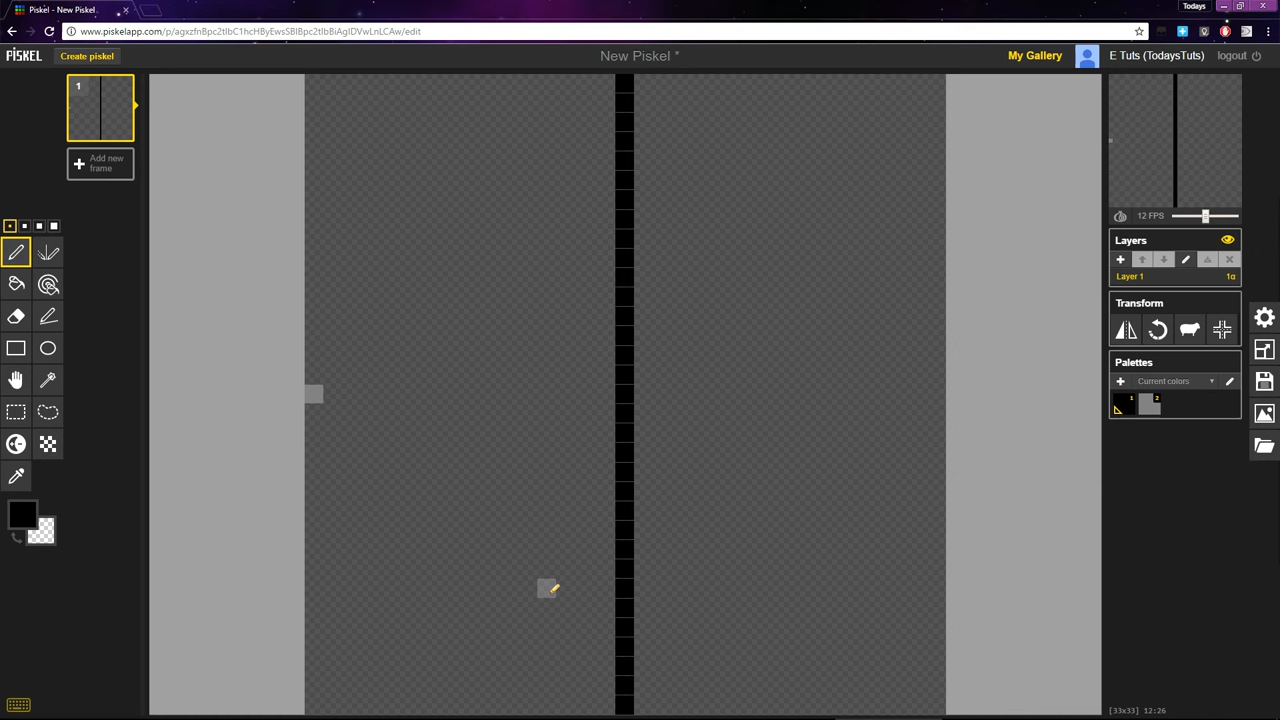 Piskel - New Piskel
Todays
www.piskelapp.com/p/agxzfnBpc2tlbC1hcHByEwsSBlBpc2tlbBiAgIDVwLnLCAw/edit
PiSKEL
Create piskel
New Piskel *
My Gallery
E Tuts (TodaysTuts)
logout
1
Add new
frame
12 FPS
Layers
Layer 1
1α
Transform
Palettes
Current colors
1
2
[33x33] 12:26